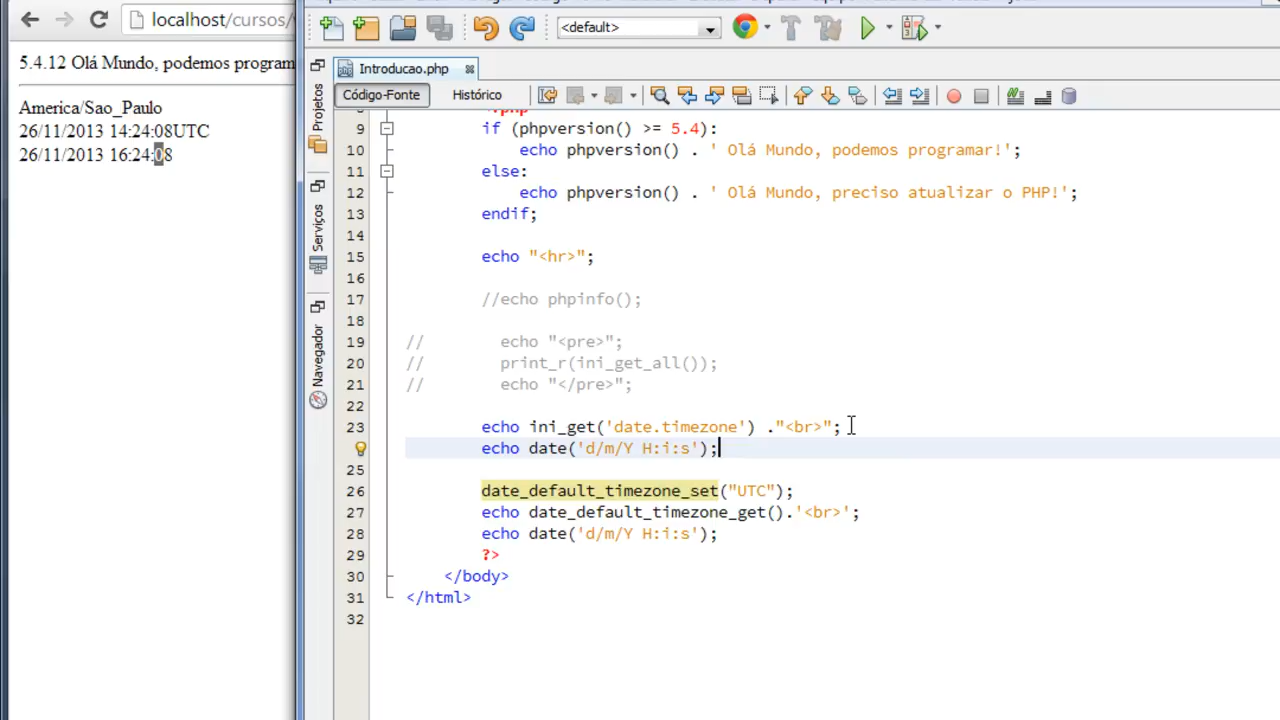 localhost/cursos/
5.4.12 Olá Mundo, podemos program
America/Sao_Paulo
26/11/2013 14:24:08UTC
26/11/2013 16:24:08
<default>
Introducao.php
Código-Fonte Histórico
Projetos
Serviços
Navegador
<?php
9 if (phpversion() >= 5.4):
10 echo phpversion() . ' Olá Mundo, podemos programar!';
11 else:
12 echo phpversion() . ' Olá Mundo, preciso atualizar o PHP!';
13 endif;
14
15 echo "<hr>";
16
17 //echo phpinfo();
18
19 // echo "<pre>";
20 // print_r(ini_get_all());
21 // echo "</pre>";
22
23 echo ini_get('date.timezone') ."<br>";
echo date('d/m/Y H:i:s');
25
26 date_default_timezone_set("UTC");
27 echo date_default_timezone_get().'<br>';
28 echo date('d/m/Y H:i:s');
29 ?>
30 </body>
31 </html>
32